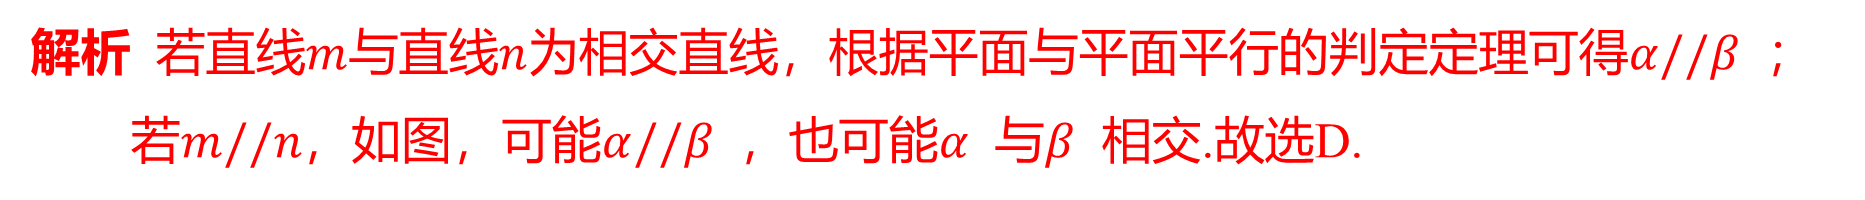 解析 若直线m与直线n为相交直线，根据平面与平面平行的判定定理可得α//β ；
若m//n，如图，可能α//β ，也可能α 与β 相交.故选D.